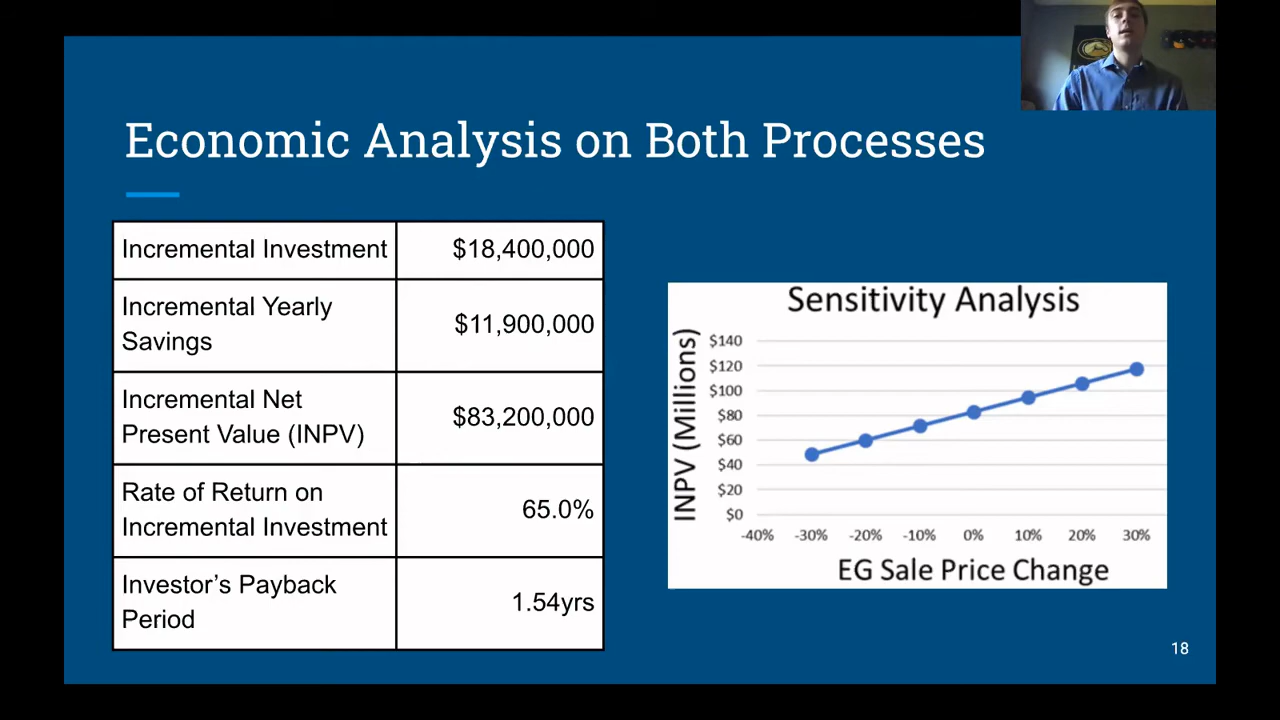 Economic Analysis on Both Processes
Incremental Investment
$18,400,000
Incremental Yearly
Savings
$11,900,000
Incremental Net
Present Value (INPV)
$83,200,000
Rate of Return on
Incremental Investment
65.0%
Investor’s Payback
Period
1.54yrs
Sensitivity Analysis
INPV (Millions)
$140
$120
$100
$80
$60
$40
$20
$0
-40% -30% -20% -10% 0% 10% 20% 30%
EG Sale Price Change
18